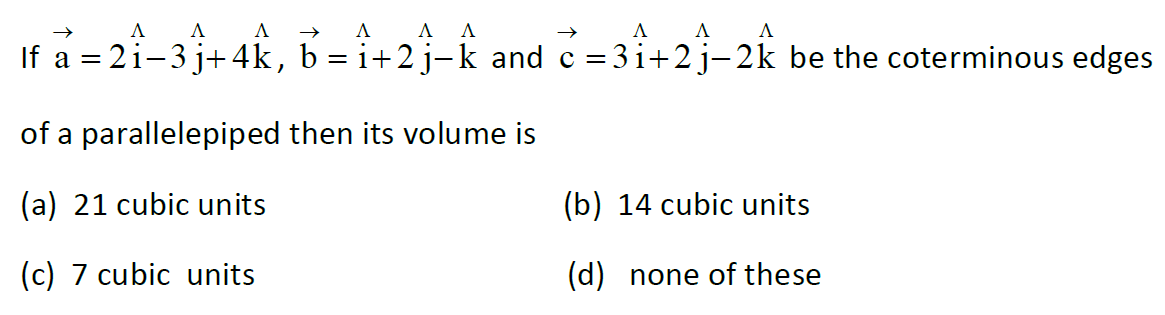 If a⃗ = 2î−3ĵ+4k̂, b⃗ = î+2ĵ−k̂ and c⃗ = 3î+2ĵ−2k̂ be the coterminous edges
of a parallelepiped then its volume is
(a) 21 cubic units (b) 14 cubic units
(c) 7 cubic units (d) none of these